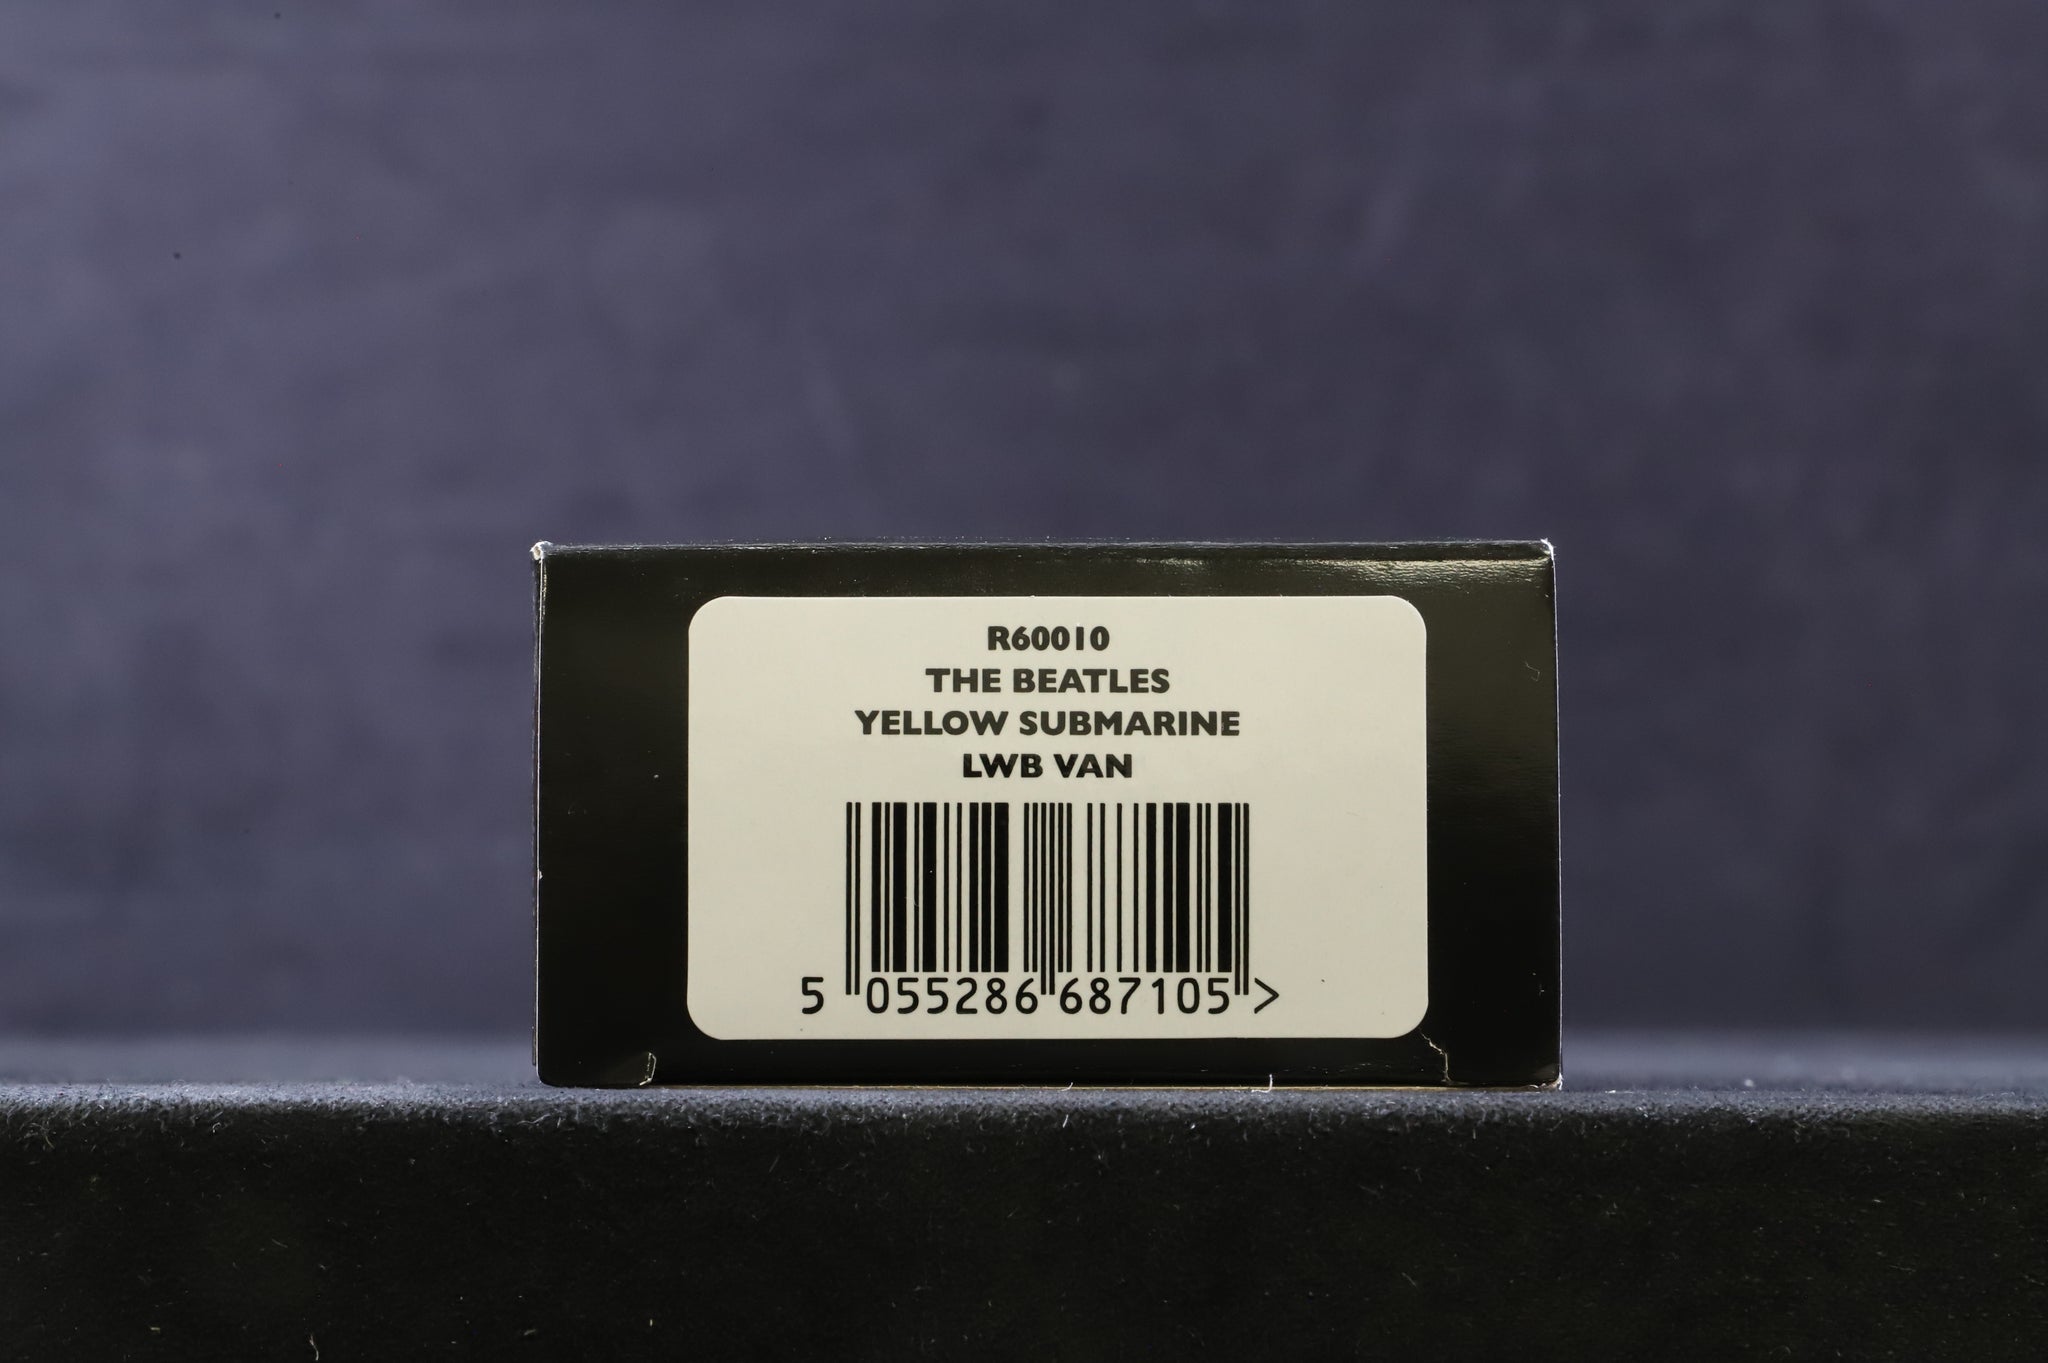 R60010
THE BEATLES
YELLOW SUBMARINE
LWB VAN
5 055286 687105 >